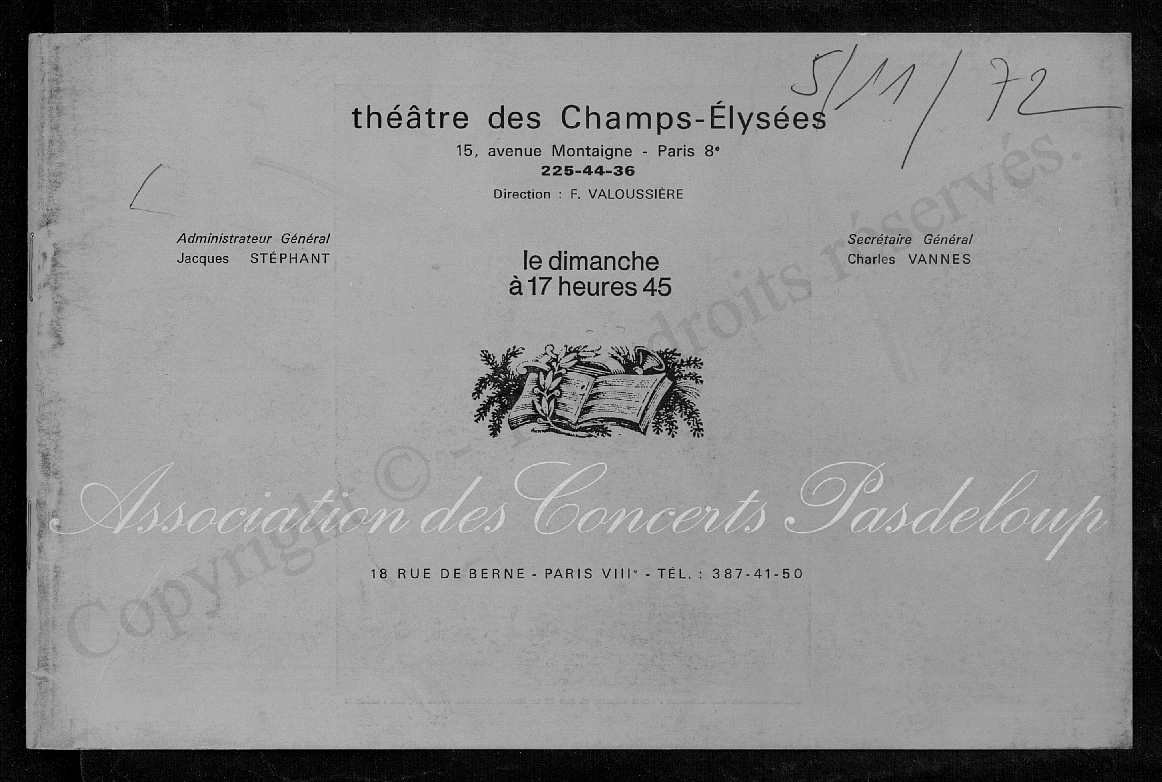 5/11/72
théâtre des Champs-Élysées
15, avenue Montaigne - Paris 8e
225-44-36
Direction : F. VALOUSSIÈRE
Administrateur Général
Jacques STÉPHANT
Secrétaire Général
Charles VANNES
le dimanche
à 17 heures 45
Association des Concerts Pasdeloup
18 RUE DE BERNE - PARIS VIIIe - TÉL. : 387-41-50
Copyright © - droits réservés.